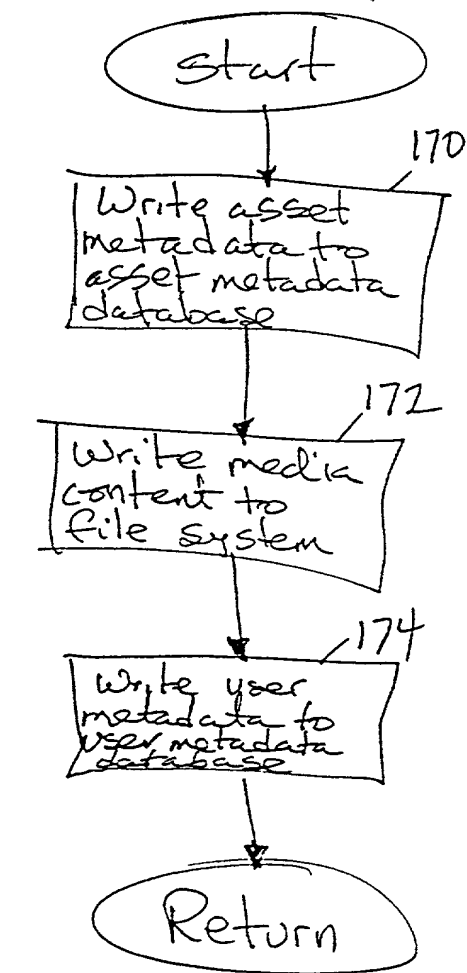 Start
170
Write asset
metadata to
asset metadata
database
172
Write media
content to
file system
174
Write user
metadata to
user metadata
database
Return